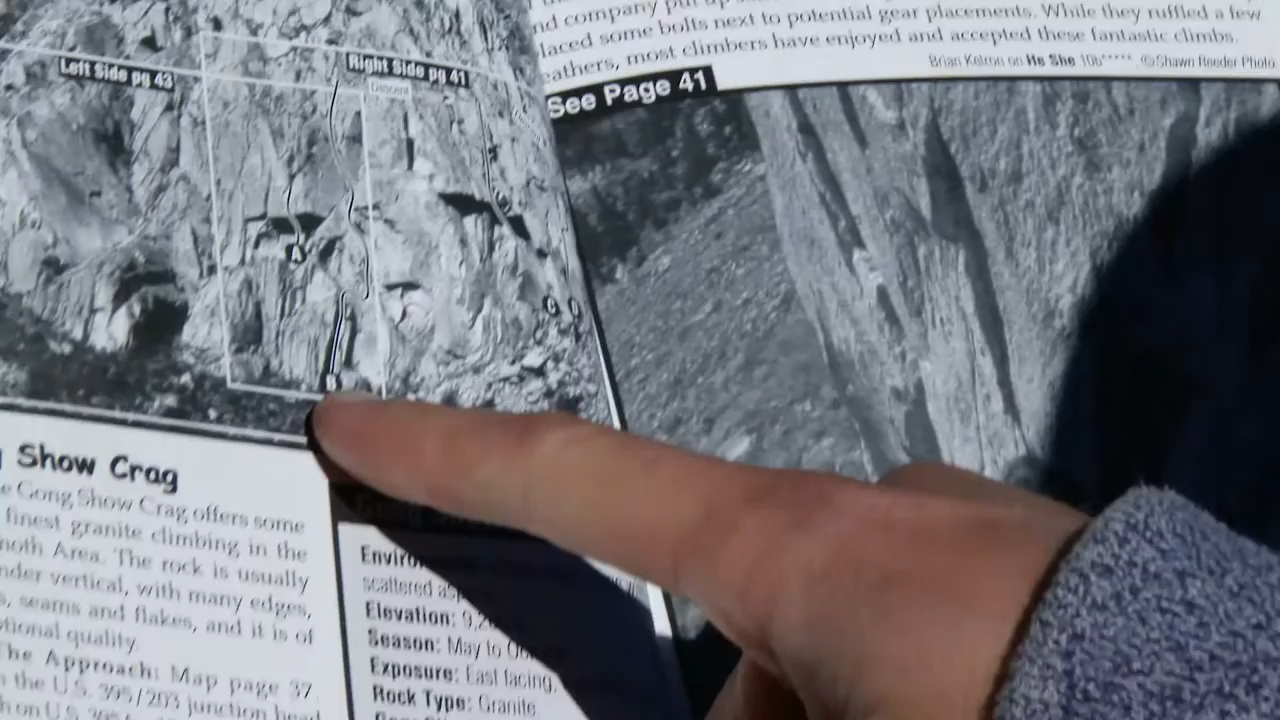 nd company put up
laced some bolts next to potential gear placements. While they ruffled a few
eathers, most climbers have enjoyed and accepted these fantastic climbs.
Brian Ketron on He She 10b***** ©Shawn Reeder Photo
See Page 41
Left Side pg 43
Right Side pg 41
Descent
A
B
C
D
Show Crag
e Gong Show Crag offers some
finest granite climbing in the
moth Area. The rock is usually
nder vertical, with many edges,
s, seams and flakes, and it is of
tional quality.
The Approach: Map page 37.
the U.S. 395/203 junction head
h on U.S. 395
Enviro
scattered as
Elevation: 9,2
Season: May to O
Exposure: East facing.
Rock Type: Granite